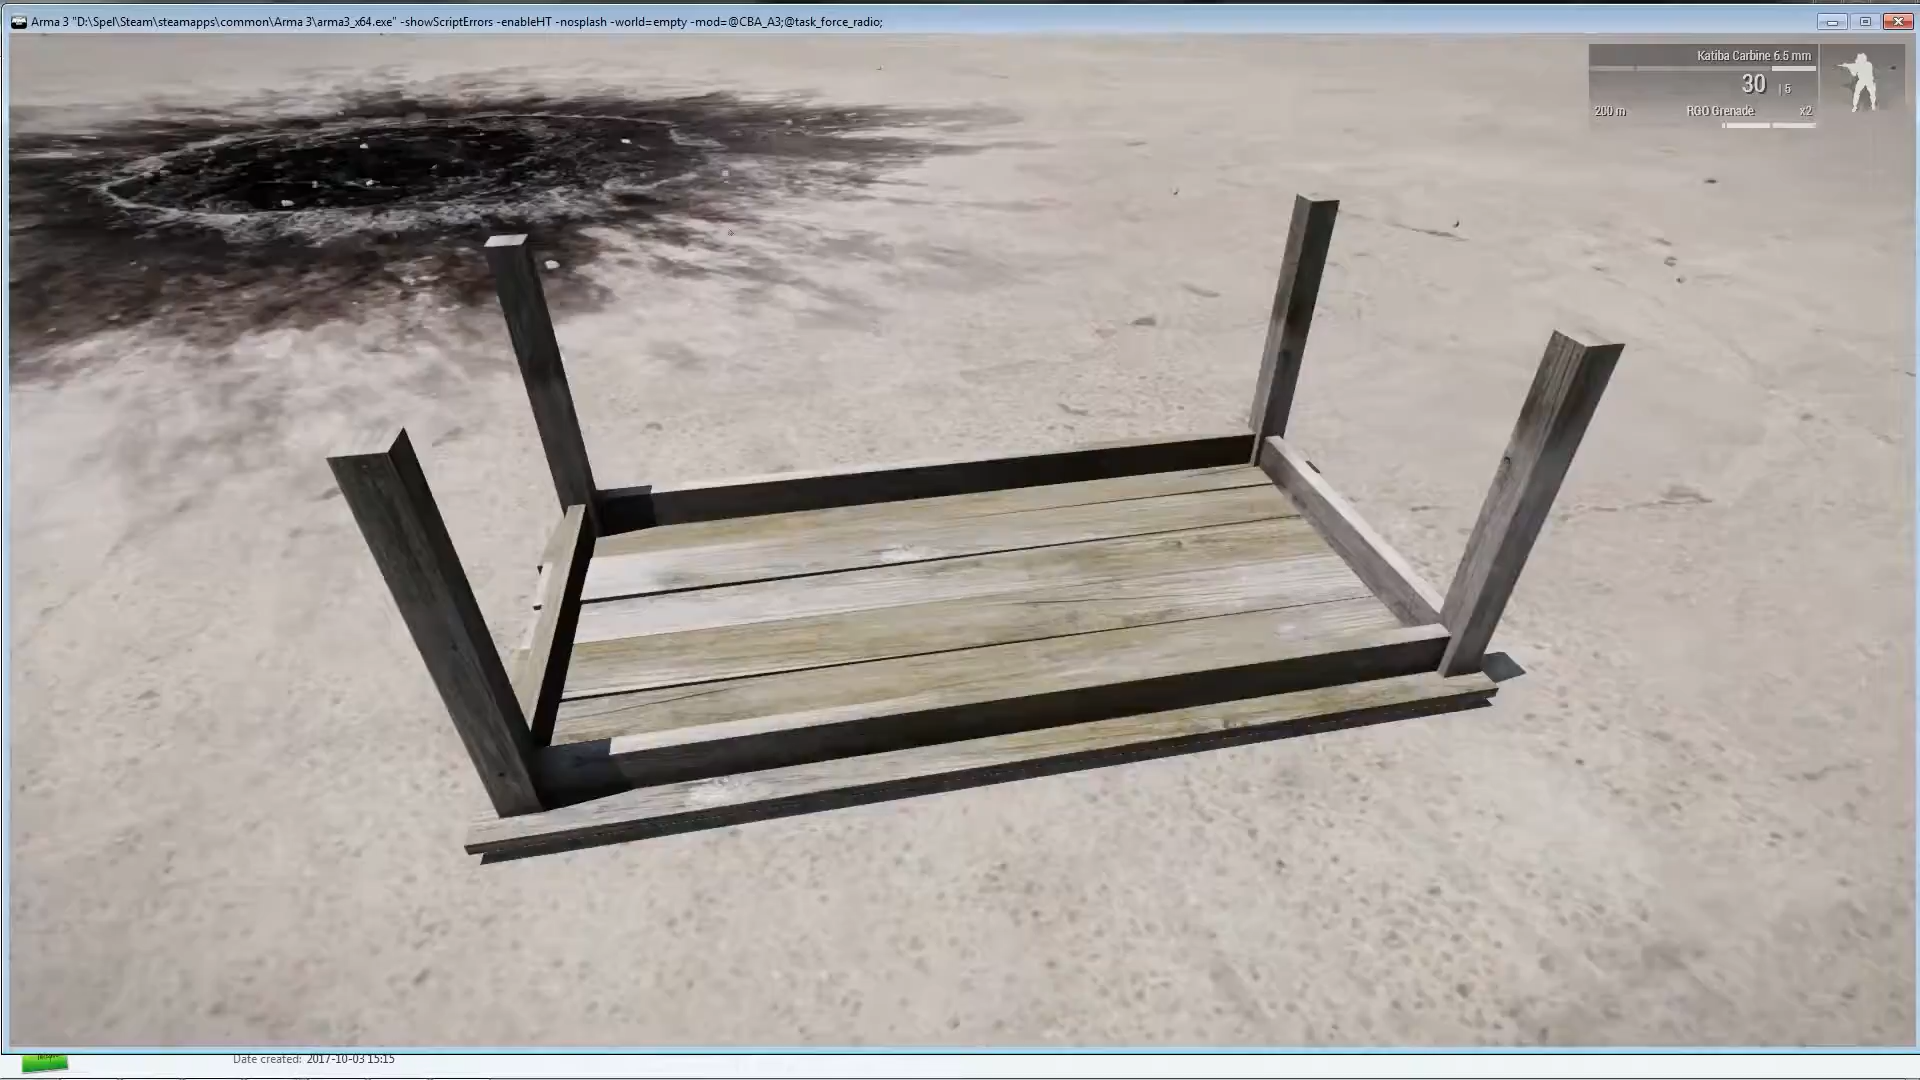 Arma 3 "D:\Spel\Steam\steamapps\common\Arma 3\arma3_x64.exe" -showScriptErrors -enableHT -nosplash -world=empty -mod=@CBA_A3;@task_force_radio;
Katiba Carbine 6.5 mm
30 | 5
200 m RGO Grenade x2
Date created: 2017-10-03 15:15